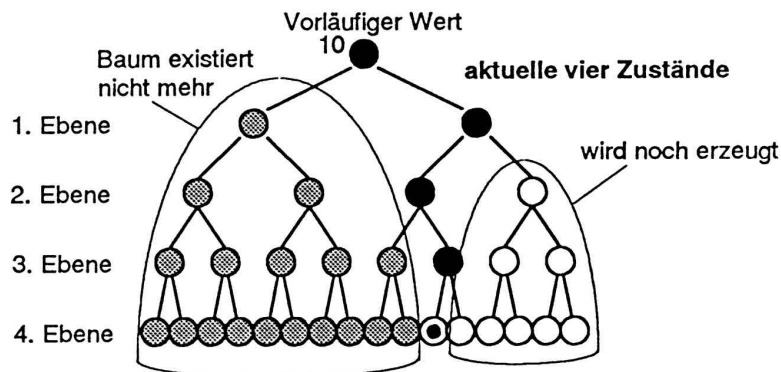 Vorläufiger Wert
10
Baum existiert
nicht mehr
aktuelle vier Zustände
1. Ebene
wird noch erzeugt
2. Ebene
3. Ebene
4. Ebene